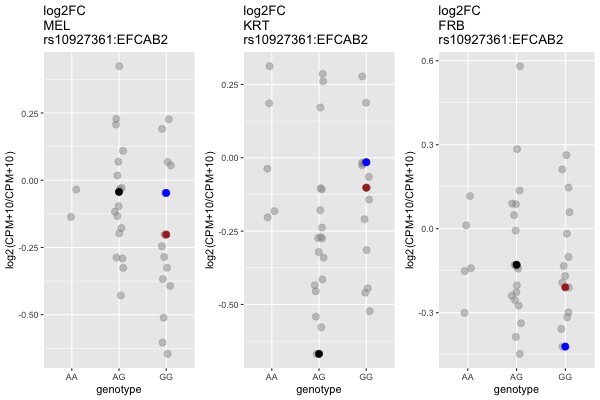 log2FC
MEL
rs10927361:EFCAB2
log2(CPM+10/CPM+10)
0.25
0.00
-0.25
-0.50
AA AG GG
genotype
log2FC
KRT
rs10927361:EFCAB2
log2(CPM+10/CPM+10)
0.25
0.00
-0.25
-0.50
AA AG GG
genotype
log2FC
FRB
rs10927361:EFCAB2
log2(CPM+10/CPM+10)
0.6
0.3
0.0
-0.3
AA AG GG
genotype